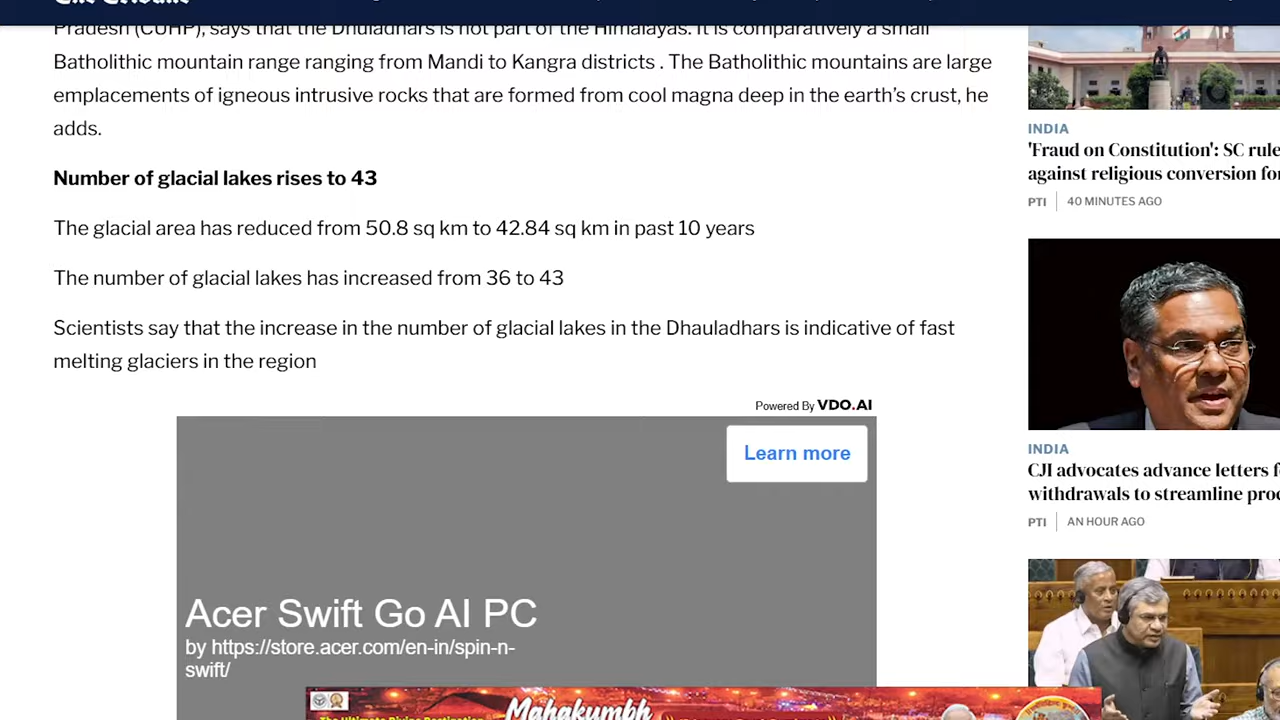 The Tribune
Pradesh (CUHP), says that the Dhuladhars is not part of the Himalayas. It is comparatively a small
Batholithic mountain range ranging from Mandi to Kangra districts . The Batholithic mountains are large
emplacements of igneous intrusive rocks that are formed from cool magna deep in the earth's crust, he
adds.
Number of glacial lakes rises to 43
The glacial area has reduced from 50.8 sq km to 42.84 sq km in past 10 years
The number of glacial lakes has increased from 36 to 43
Scientists say that the increase in the number of glacial lakes in the Dhauladhars is indicative of fast
melting glaciers in the region
Powered By VDO.AI
Learn more
Acer Swift Go AI PC
by https://store.acer.com/en-in/spin-n-
swift/
Mahakumbh
INDIA
'Fraud on Constitution': SC rule
against religious conversion fo
PTI
40 MINUTES AGO
INDIA
CJI advocates advance letters f
withdrawals to streamline proc
PTI
AN HOUR AGO